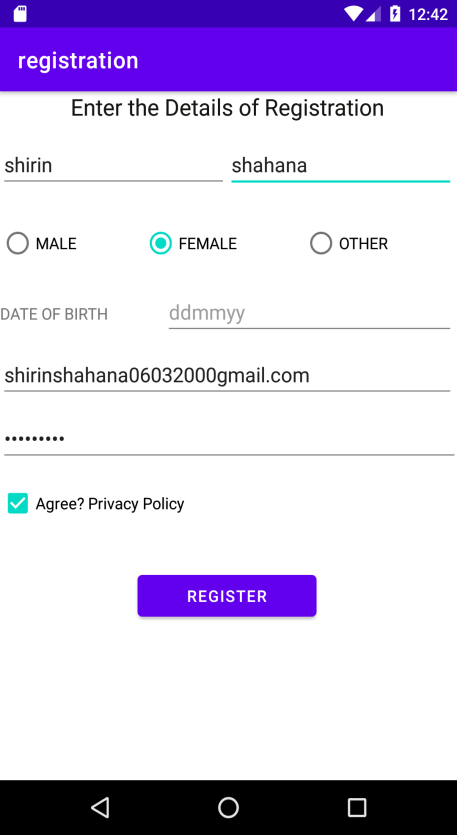 12:42
registration
Enter the Details of Registration
shirin shahana
MALE FEMALE OTHER
DATE OF BIRTH ddmmyy
shirinshahana06032000gmail.com
•••••••••
Agree? Privacy Policy
REGISTER